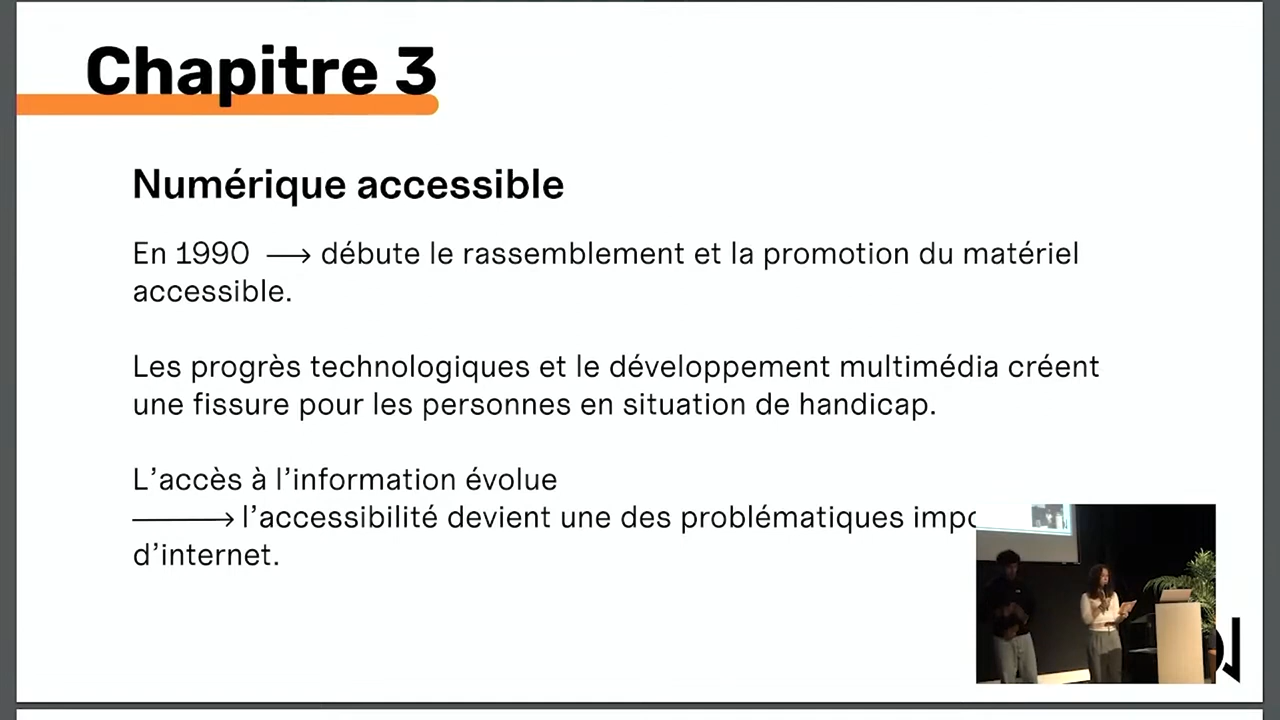 Chapitre 3
Numérique accessible
En 1990 → débute le rassemblement et la promotion du matériel
accessible.
Les progrès technologiques et le développement multimédia créent
une fissure pour les personnes en situation de handicap.
L’accès à l’information évolue
→ l’accessibilité devient une des problématiques
d’internet.